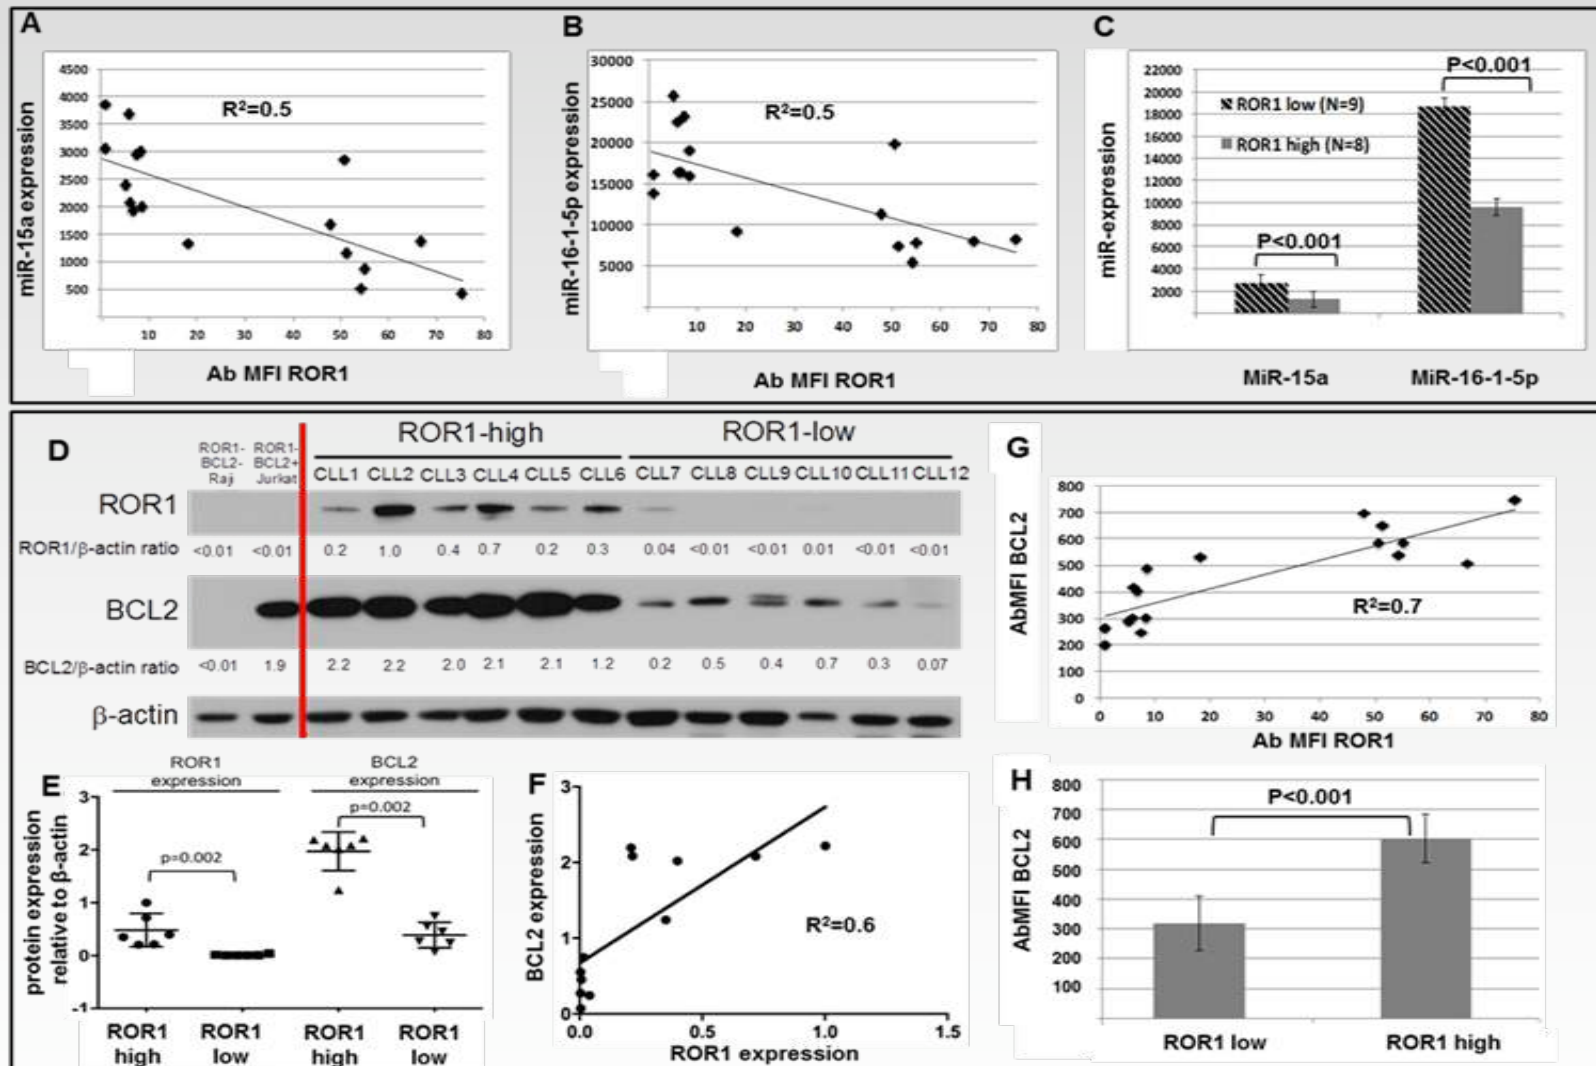 A
4500
4000
3500
3000
2500
2000
1500
1000
500
R²=0.5
miR-15a expression
10 20 30 40 50 60 70 80
Ab MFI ROR1
B
30000
25000
20000
15000
10000
5000
R²=0.5
miR-16-1-5p expression
10 20 30 40 50 60 70 80
Ab MFI ROR1
C
22000
20000
18000
16000
14000
12000
10000
8000
6000
4000
2000
miR-expression
P<0.001
ROR1 low (N=9)
ROR1 high (N=8)
P<0.001
MiR-15a MiR-16-1-5p
D
ROR1-high ROR1-low
ROR1- ROR1-
BCL2- BCL2+
Raji Jurkat CLL1 CLL2 CLL3 CLL4 CLL5 CLL6 CLL7 CLL8 CLL9 CLL10 CLL11 CLL12
ROR1
ROR1/β-actin ratio <0.01 <0.01 0.2 1.0 0.4 0.7 0.2 0.3 0.04 <0.01 <0.01 0.01 <0.01 <0.01
BCL2
BCL2/β-actin ratio <0.01 1.9 2.2 2.2 2.0 2.1 2.1 1.2 0.2 0.5 0.4 0.7 0.3 0.07
β-actin
E
ROR1 BCL2
expression expression
p=0.002
p=0.002
3
2
1
0
-1
protein expression
relative to β-actin
ROR1 ROR1 ROR1 ROR1
high low high low
F
3
2
1
0
BCL2 expression
R²=0.6
0.0 0.5 1.0 1.5
ROR1 expression
G
800
700
600
500
400
300
200
100
0
AbMFI BCL2
R²=0.7
0 10 20 30 40 50 60 70 80
Ab MFI ROR1
H
800
700
600
500
400
300
200
100
AbMFI BCL2
P<0.001
ROR1 low ROR1 high